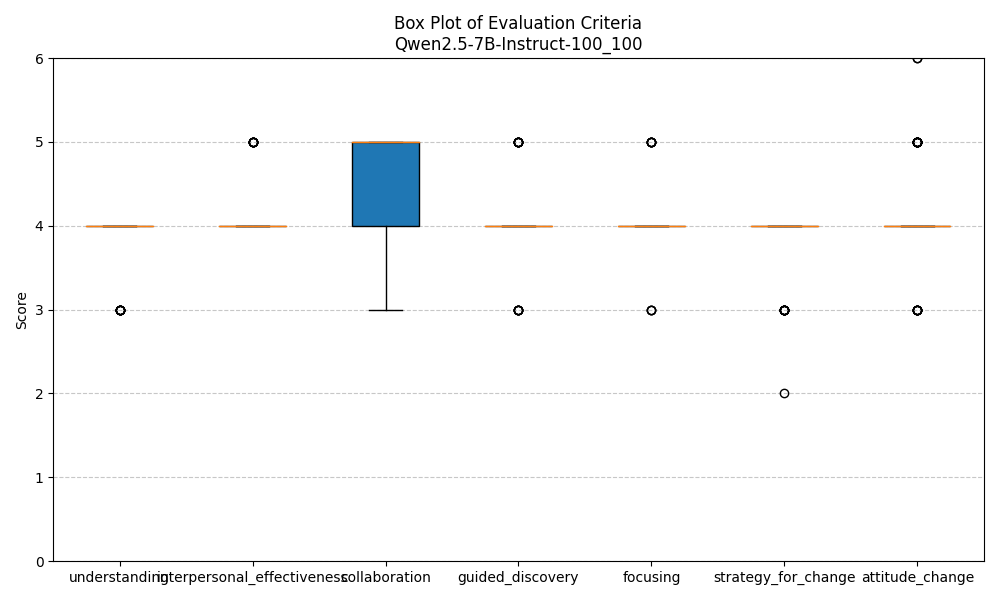 Box Plot of Evaluation Criteria
Qwen2.5-7B-Instruct-100_100
6
5
4
3
2
1
0
Score
understanding interpersonal_effectiveness collaboration guided_discovery focusing strategy_for_change attitude_change